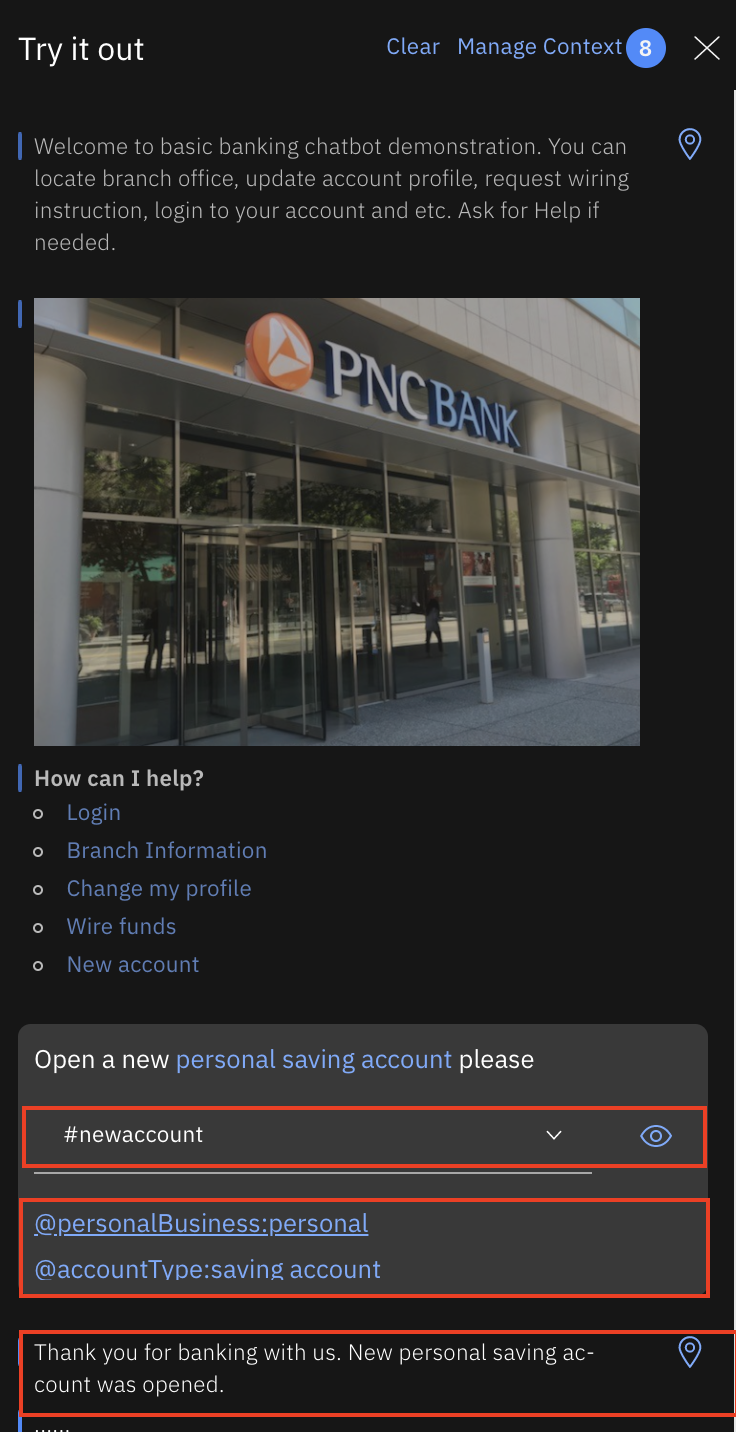 Try it out
Clear Manage Context 8
Welcome to basic banking chatbot demonstration. You can
locate branch office, update account profile, request wiring
instruction, login to your account and etc. Ask for Help if
needed.
PNCBANK
How can I help?
Login
Branch Information
Change my profile
Wire funds
New account
Open a new personal saving account please
#newaccount
@personalBusiness:personal
@accountType:saving account
Thank you for banking with us. New personal saving ac-
count was opened.